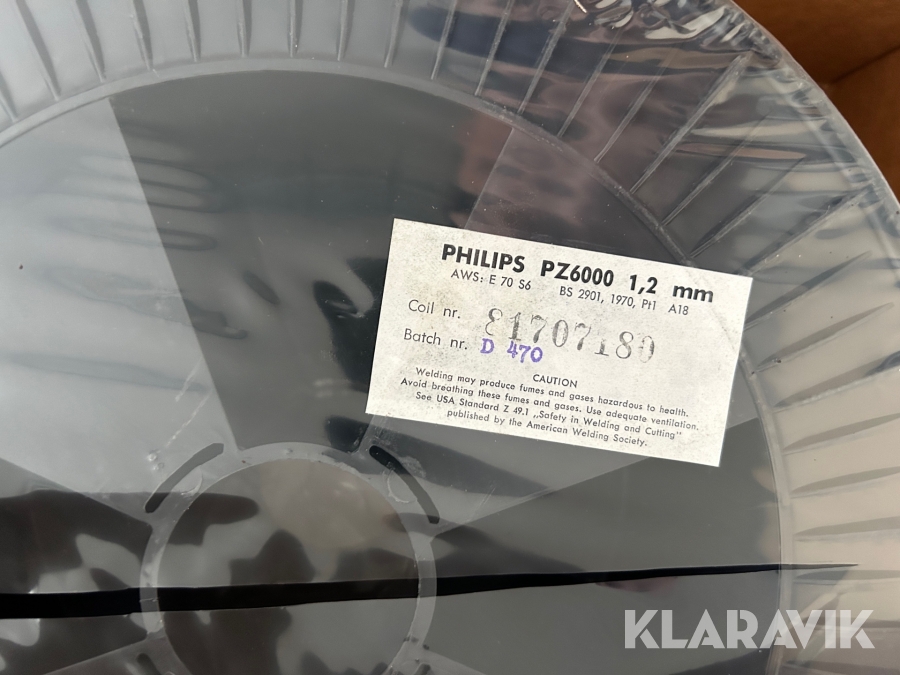 PHILIPS PZ6000 1,2 mm
AWS: E 70 S6 BS 2901, 1970, Pt1 A18
Coil nr. 81707180
Batch nr. D 470
CAUTION
Welding may produce fumes and gases hazardous to health.
Avoid breathing these fumes and gases. Use adequate ventilation.
See USA Standard Z 49.1 „Safety in Welding and Cutting"
published by the American Welding Society.
KLARAVIK